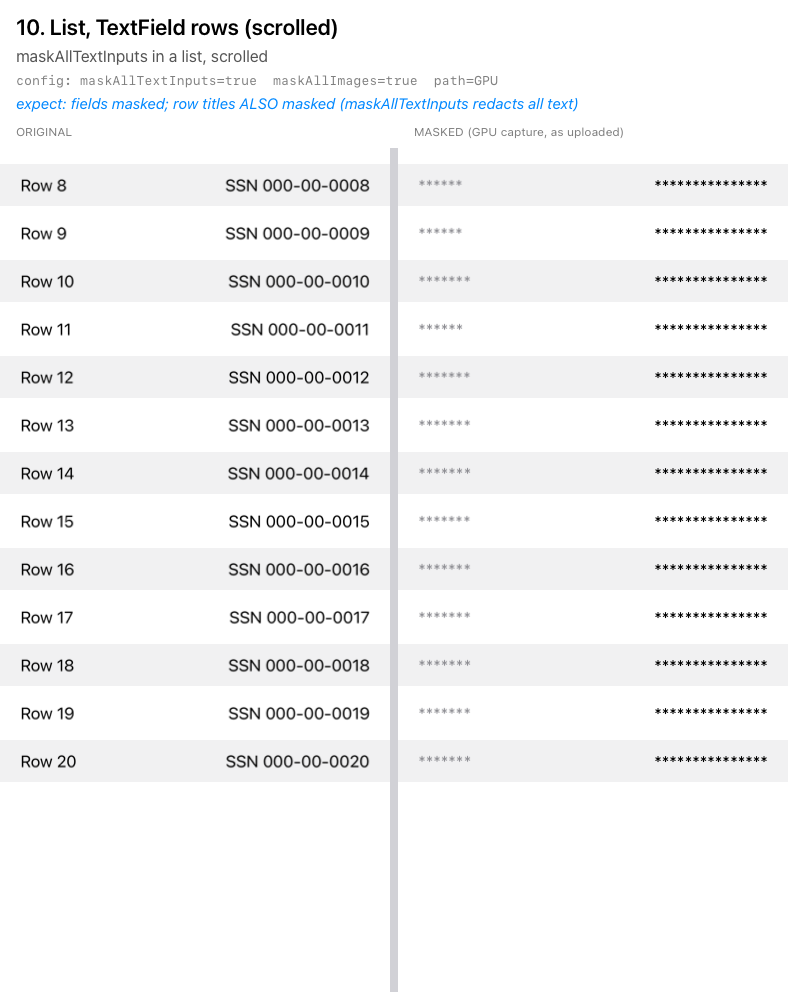 10. List, TextField rows (scrolled)
maskAllTextInputs in a list, scrolled
config: maskAllTextInputs=true  maskAllImages=true  path=GPU
expect: fields masked; row titles ALSO masked (maskAllTextInputs redacts all text)
ORIGINAL MASKED (GPU capture, as uploaded)
Row 8 SSN 000-00-0008 ****** ***************
Row 9 SSN 000-00-0009 ****** ***************
Row 10 SSN 000-00-0010 ******* ***************
Row 11 SSN 000-00-0011 ****** ***************
Row 12 SSN 000-00-0012 ******* ***************
Row 13 SSN 000-00-0013 ******* ***************
Row 14 SSN 000-00-0014 ******* ***************
Row 15 SSN 000-00-0015 ******* ***************
Row 16 SSN 000-00-0016 ******* ***************
Row 17 SSN 000-00-0017 ******* ***************
Row 18 SSN 000-00-0018 ******* ***************
Row 19 SSN 000-00-0019 ******* ***************
Row 20 SSN 000-00-0020 ******* ***************